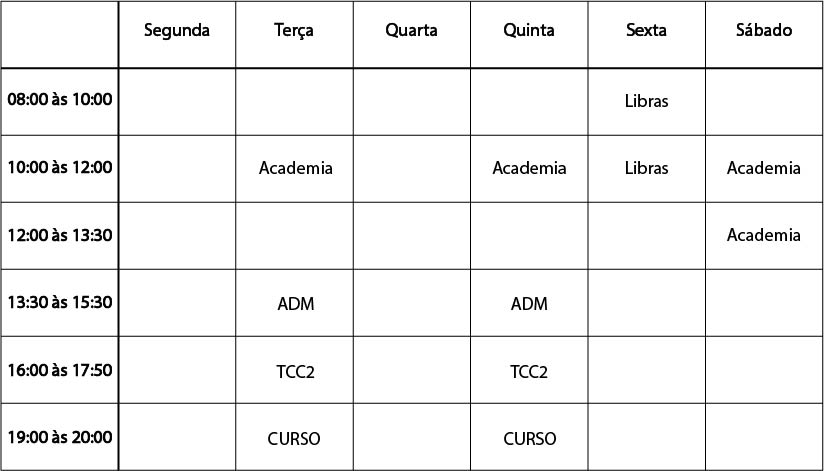 Segunda Terça Quarta Quinta Sexta Sábado
08:00 às 10:00 Libras
10:00 às 12:00 Academia Academia Libras Academia
12:00 às 13:30 Academia
13:30 às 15:30 ADM ADM
16:00 às 17:50 TCC2 TCC2
19:00 às 20:00 CURSO CURSO